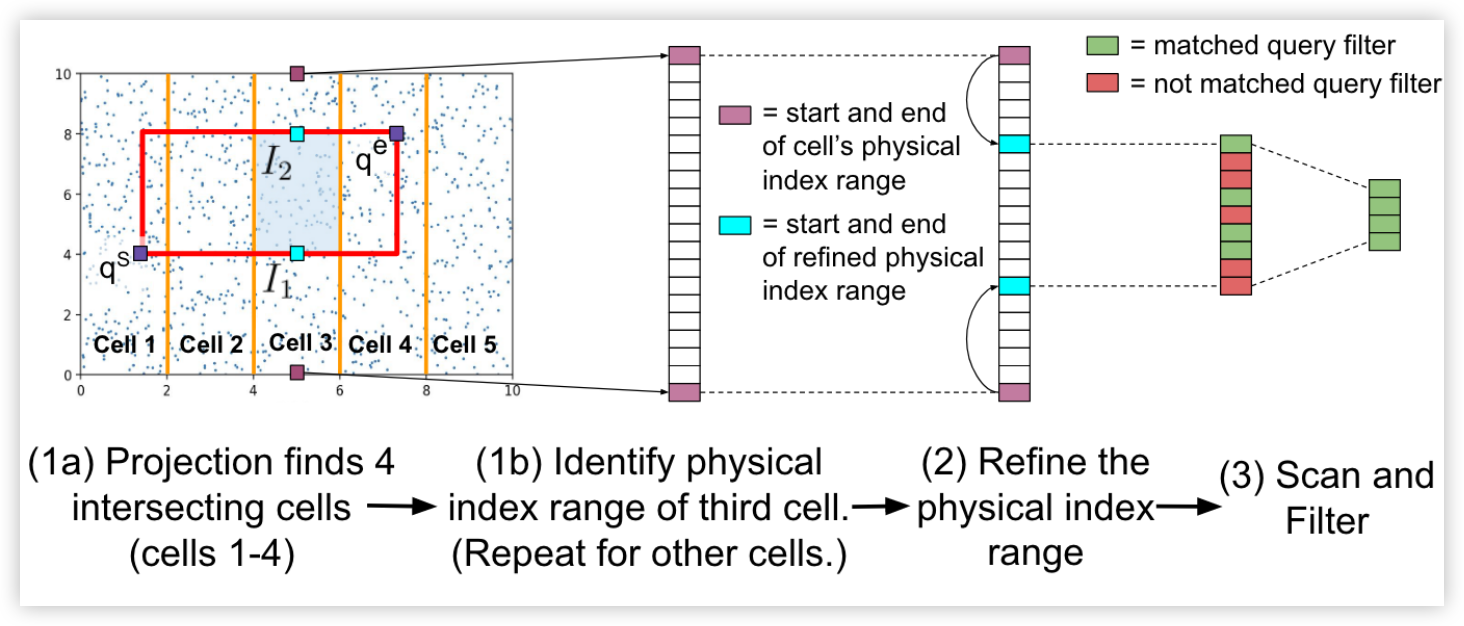 10
8
6
4
2
0
0
2
4
6
8
10
I₂
qᵉ
qˢ
I₁
Cell 1
Cell 2
Cell 3
Cell 4
Cell 5
= start and end
of cell's physical
index range
= start and end
of refined physical
index range
= matched query filter
= not matched query filter
(1a) Projection finds 4
intersecting cells
(cells 1-4)
(1b) Identify physical
index range of third cell.
(Repeat for other cells.)
(2) Refine the
physical index
range
(3) Scan and
Filter